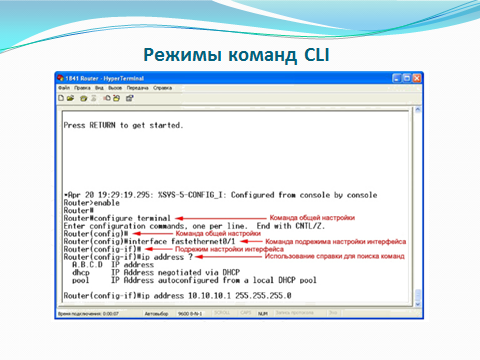 Режимы команд CLI
1841 Router - HyperTerminal
Файл Правка Вид Вызов Передача Справка
Press RETURN to get started.
*Apr 20 19:29:19.295: %SYS-5-CONFIG_I: Configured from console by console
Router>enable
Router#
Router#configure terminal Команда общей настройки
Enter configuration commands, one per line. End with CNTL/Z.
Router(config)# Команда общей настройки
Router(config)#interface fastethernet0/1 Команда подрежима настройки интерфейса
Router(config-if)# Подрежим настройки интерфейса
Router(config-if)#ip address ? Использование справки для поиска команд
A.B.C.D IP address
dhcp IP Address negotiated via DHCP
pool IP Address autoconfigured from a local DHCP pool
Router(config-if)#ip address 10.10.10.1 255.255.255.0
Время подключения: 0:00:07 Автовыбор 9600 8-N-1 SCROLL CAPS NUM Запись протокола Эхо